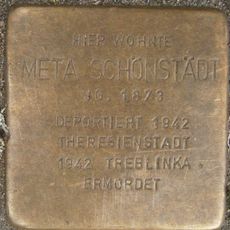 HIER WOHNTE
META SCHÖNSTÄDT
JG. 1873
DEPORTIERT 1942
THERESIENSTADT
1942 TREBLINKA
ERMORDET